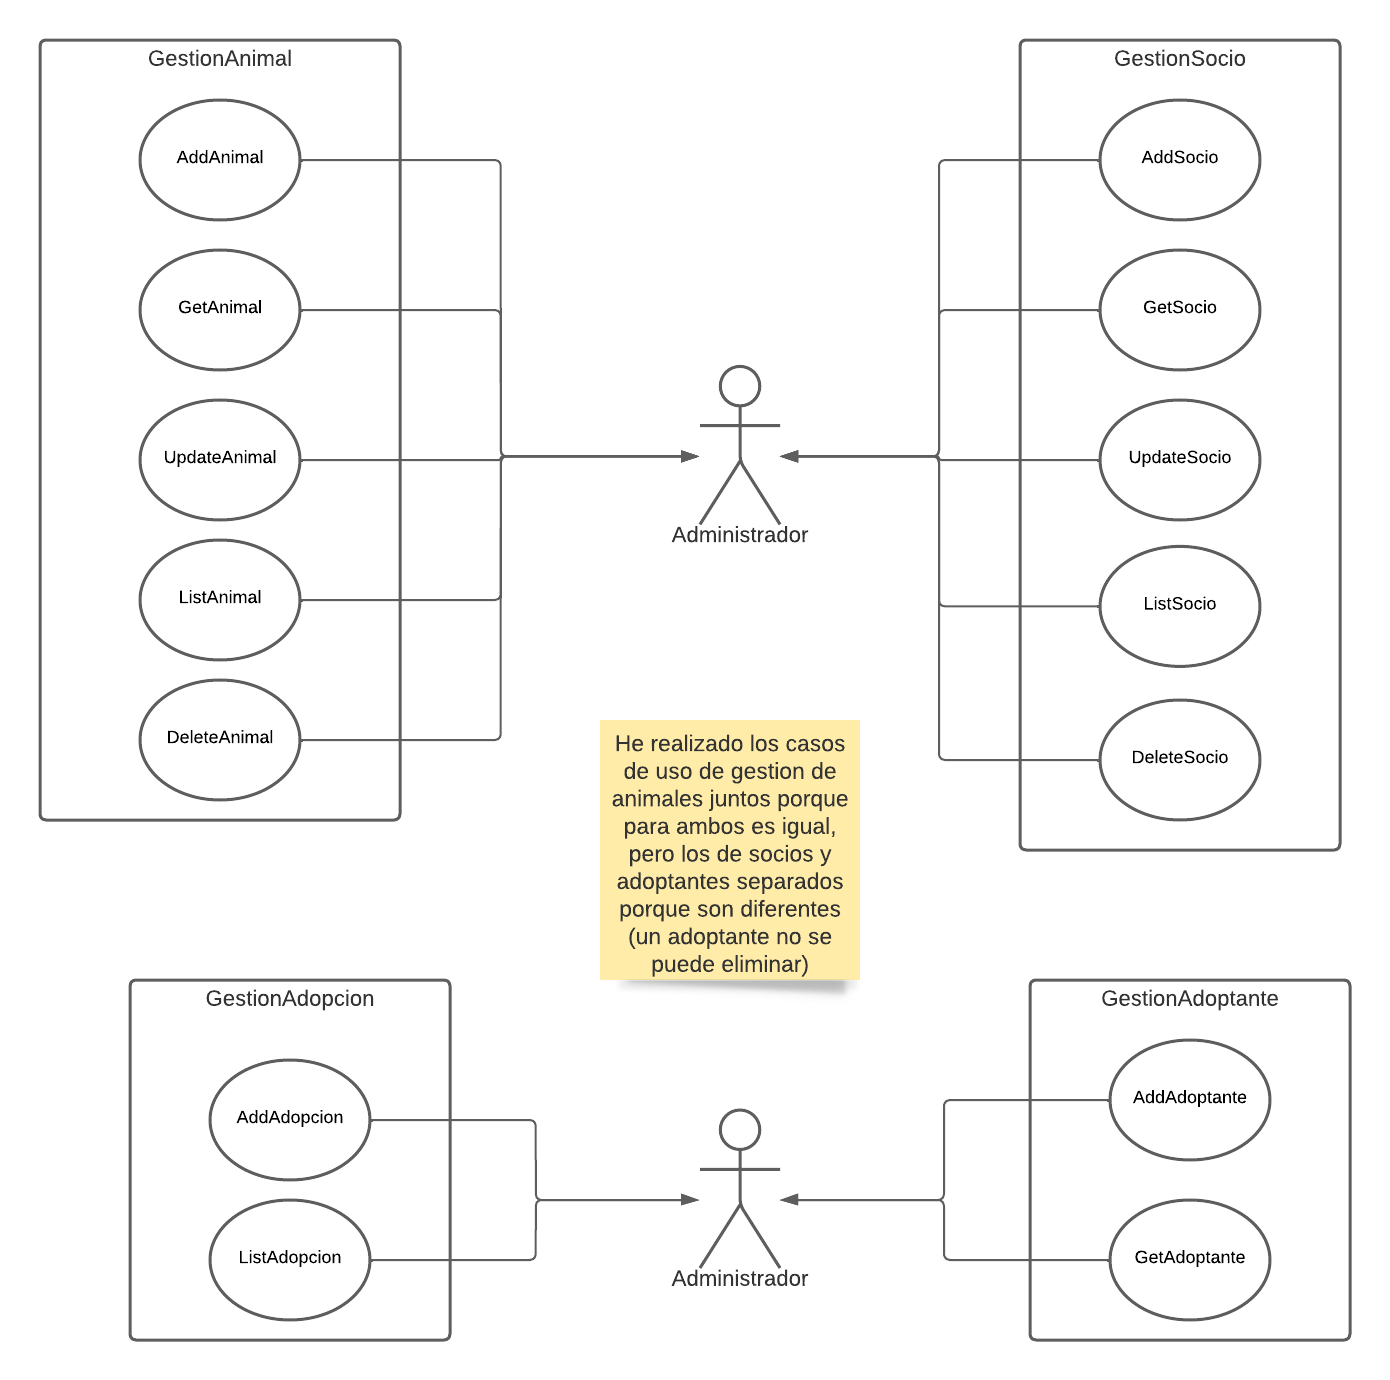 GestionAnimal
AddAnimal
GetAnimal
UpdateAnimal
ListAnimal
DeleteAnimal
Administrador
GestionSocio
AddSocio
GetSocio
UpdateSocio
ListSocio
DeleteSocio
He realizado los casos
de uso de gestion de
animales juntos porque
para ambos es igual,
pero los de socios y
adoptantes separados
porque son diferentes
(un adoptante no se
puede eliminar)
GestionAdopcion
AddAdopcion
ListAdopcion
Administrador
GestionAdoptante
AddAdoptante
GetAdoptante